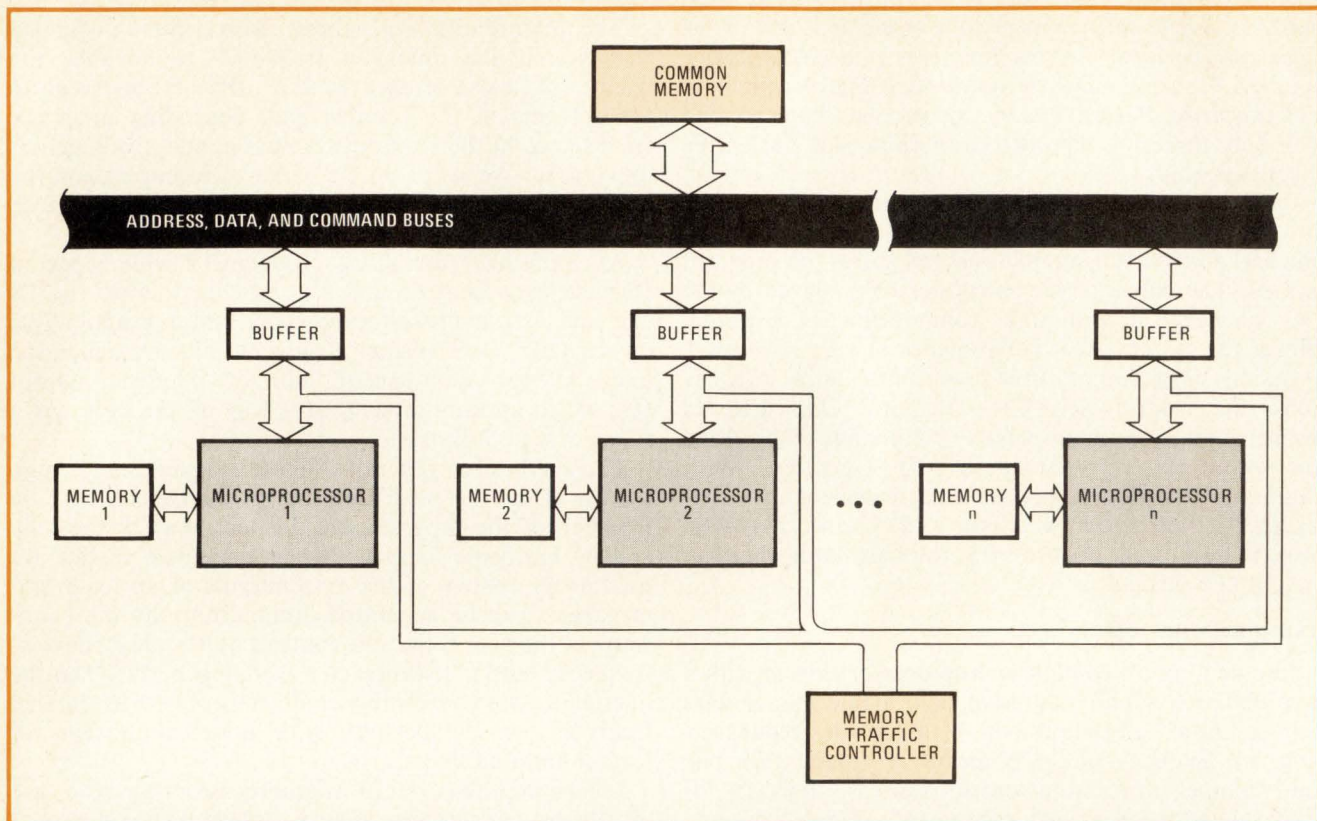 COMMON
MEMORY
ADDRESS, DATA, AND COMMAND BUSES
BUFFER
BUFFER
BUFFER
MEMORY
1
MICROPROCESSOR
1
MEMORY
2
MICROPROCESSOR
2
• • •
MEMORY
n
MICROPROCESSOR
n
MEMORY
TRAFFIC
CONTROLLER